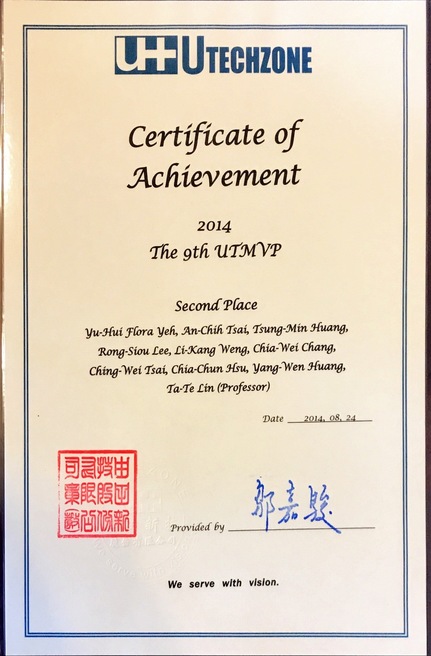 UTECHZONE
Certificate of
Achievement
2014
The 9th UTMVP
Second Place
Yu-Hui Flora Yeh, An-Chih Tsai, Tsung-Min Huang,
Rong-Siou Lee, Li-Kang Weng, Chia-Wei Chang,
Ching-Wei Tsai, Chia-Chun Hsu, Yang-Wen Huang,
Ta-Te Lin (Professor)
Date 2014. 08. 24
由田新
技股份
有限公
司
Provided by 鄒嘉駿
We serve with vision.